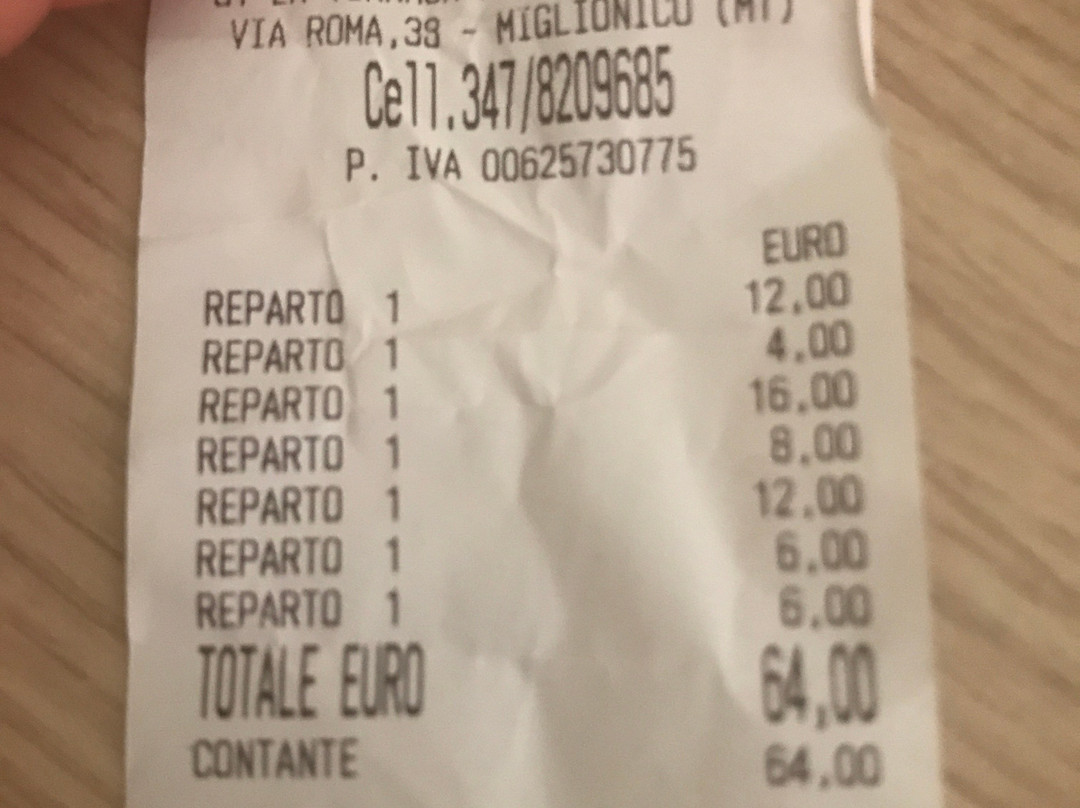 VIA ROMA,38 - MIGLIONICO (MT)
Cell.347/8209685
P. IVA 00625730775
EURO
REPARTO 1 12,00
REPARTO 1 4,00
REPARTO 1 16,00
REPARTO 1 8,00
REPARTO 1 12,00
REPARTO 1 6,00
REPARTO 1 6,00
TOTALE EURO 64,00
CONTANTE 64,00